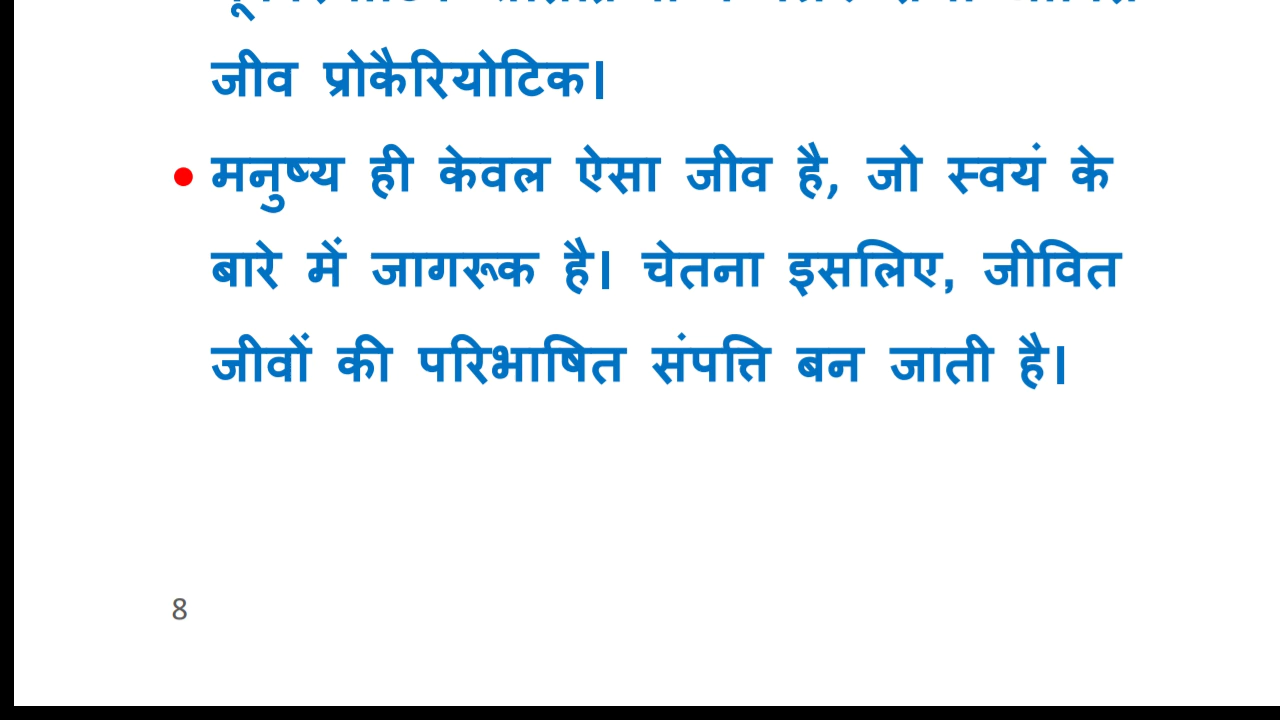 जीव प्रोकैरियोटिक।
• मनुष्य ही केवल ऐसा जीव है, जो स्वयं के
बारे में जागरूक है। चेतना इसलिए, जीवित
जीवों की परिभाषित संपत्ति बन जाती है।
8